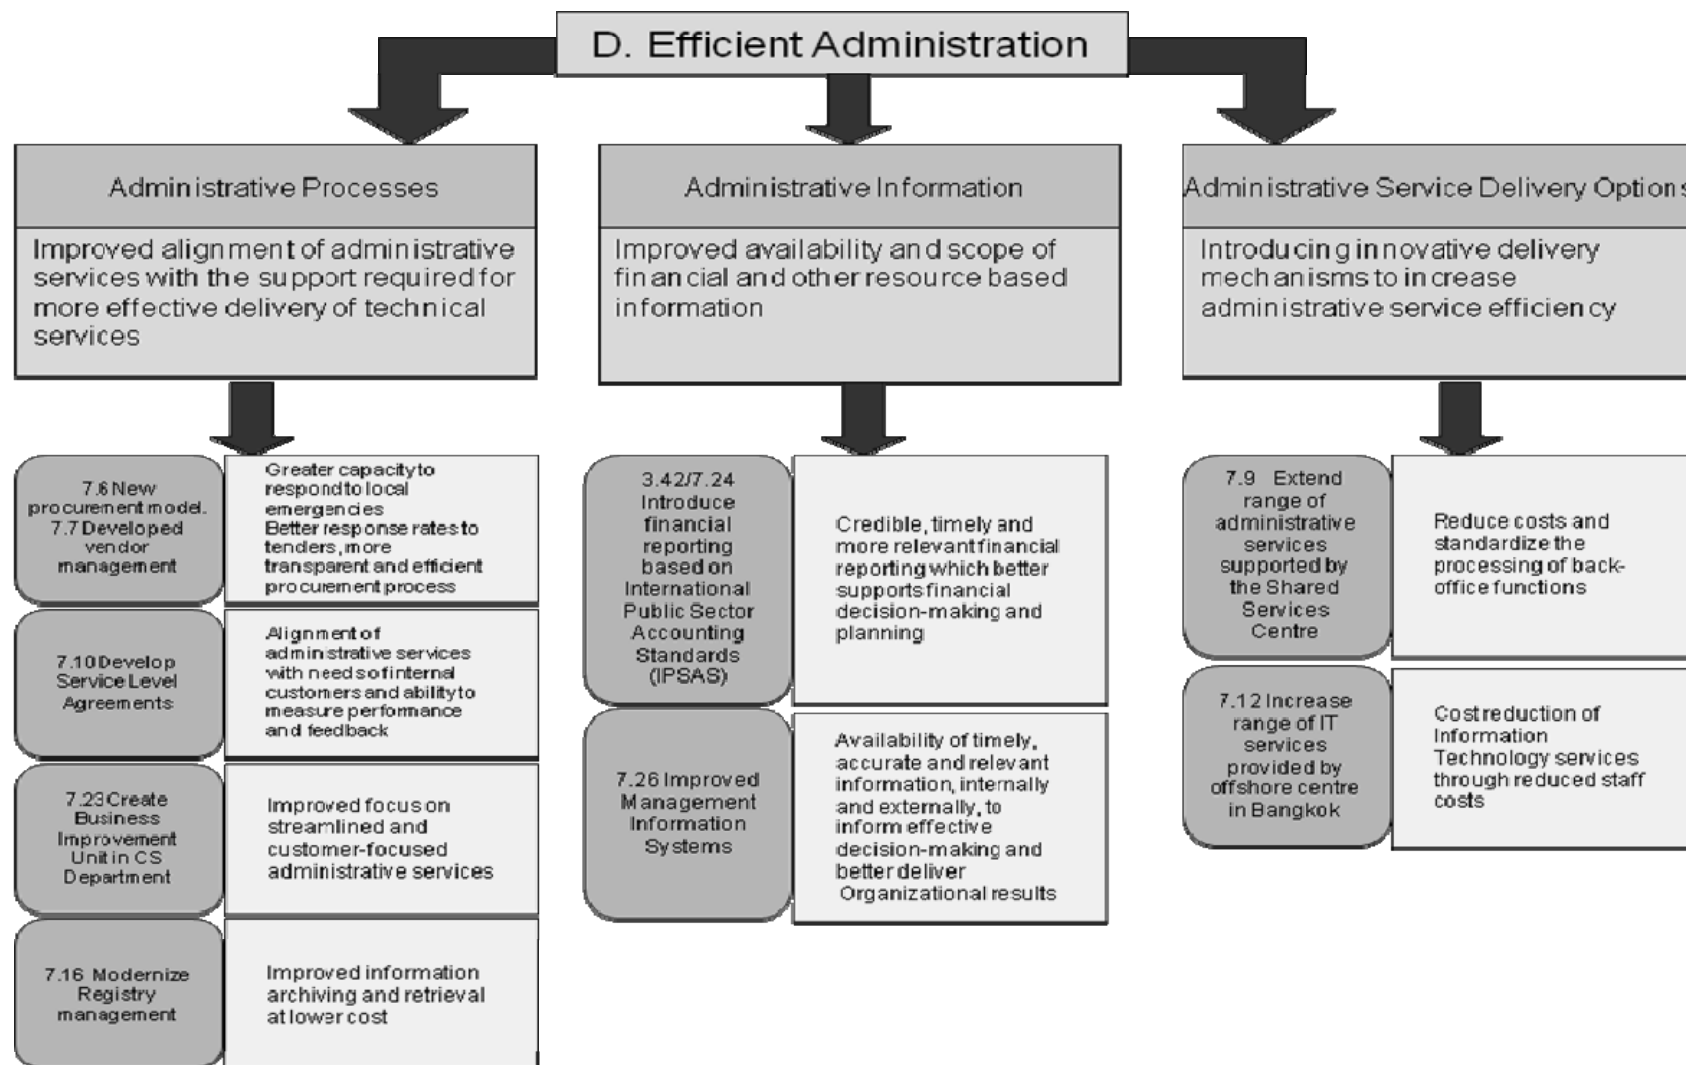 D. Efficient Administration
Administrative Processes
Improved alignment of administrative
services with the support required for
more effective delivery of technical
services
7.6 New
procurement model.
7.7 Developed
vendor
management
Greater capacity to
respond to local
emergencies
Better response rates to
tenders, more
transparent and efficient
procurement process
7.10 Develop
Service Level
Agreements
Alignment of
administrative services
with needs of internal
customers and ability to
measure performance
and feedback
7.23 Create
Business
Improvement
Unit in CS
Department
Improved focus on
streamlined and
customer-focused
administrative services
7.16 Modernize
Registry
management
Improved information
archiving and retrieval
at lower cost
Administrative Information
Improved availability and scope of
financial and other resource based
information
3.42/7.24
Introduce
financial
reporting
based on
International
Public Sector
Accounting
Standards
(IPSAS)
Credible, timely and
more relevant financial
reporting which better
supports financial
decision-making and
planning
7.26 Improved
Management
Information
Systems
Availability of timely,
accurate and relevant
information, internally
and externally, to
inform effective
decision-making and
better deliver
Organizational results
Administrative Service Delivery Options
Introducing innovative delivery
mechanisms to increase
administrative service efficiency
7.9 Extend
range of
administrative
services
supported by
the Shared
Services
Centre
Reduce costs and
standardize the
processing of back-
office functions
7.12 Increase
range of IT
services
provided by
offshore centre
in Bangkok
Cost reduction of
Information
Technology services
through reduced staff
costs